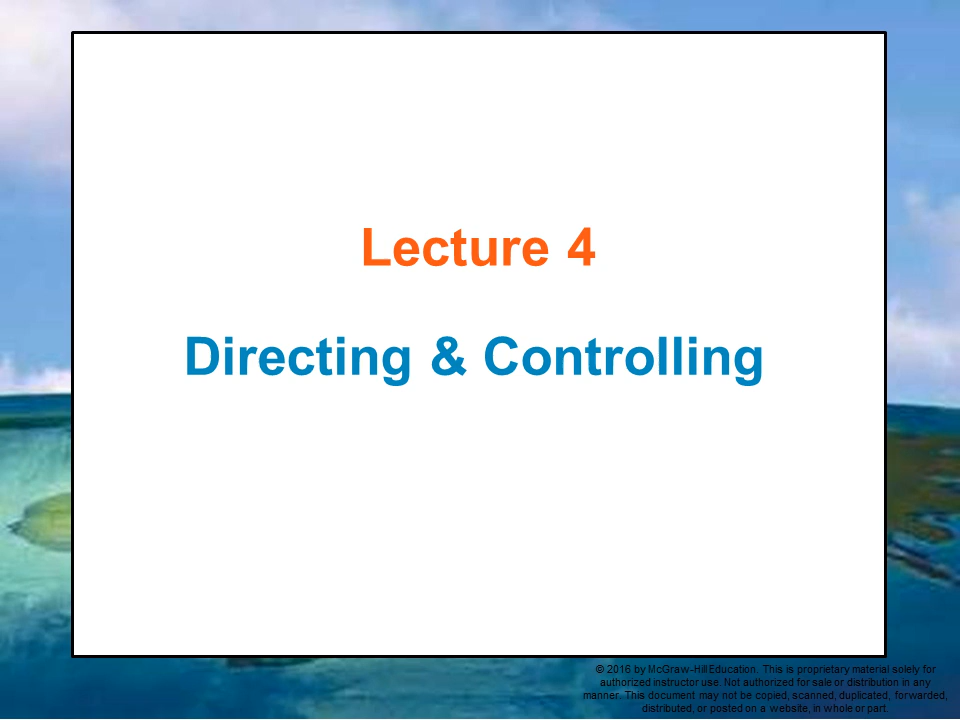 Lecture 4
Directing & Controlling
© 2016 by McGraw-Hill Education. This is proprietary material solely for
authorized instructor use. Not authorized for sale or distribution in any
manner. This document may not be copied, scanned, duplicated, forwarded,
distributed, or posted on a website, in whole or part.